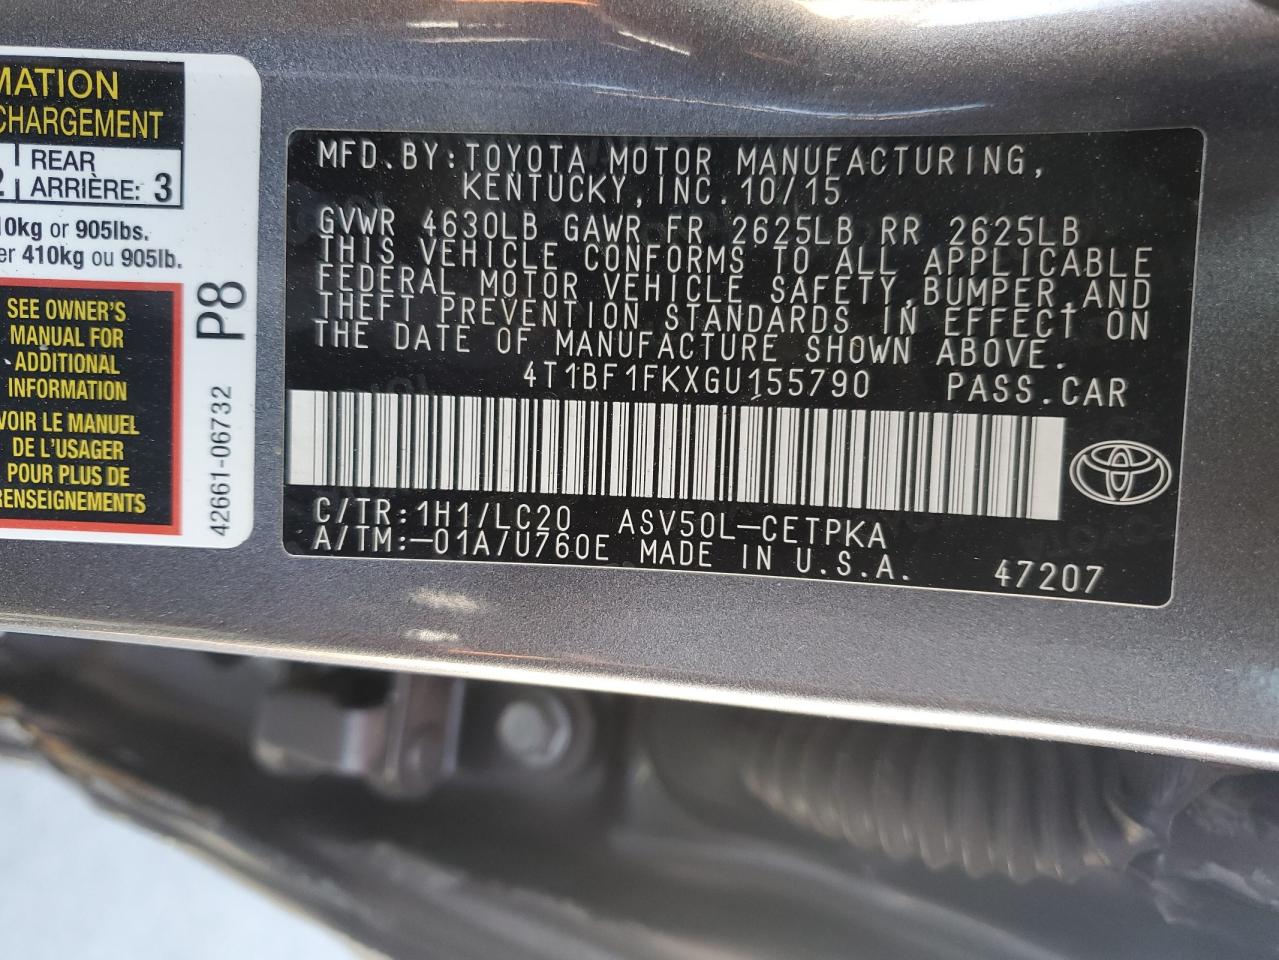 MATION
CHARGEMENT
2 REAR
ARRIÈRE: 3
10kg or 905lbs.
er 410kg ou 905lb.
SEE OWNER'S
MANUAL FOR
ADDITIONAL
INFORMATION
VOIR LE MANUEL
DE L'USAGER
POUR PLUS DE
RENSEIGNEMENTS
P8
42661-06732
MFD.BY:TOYOTA MOTOR MANUFACTURING,
KENTUCKY,INC.10/15
GVWR 4630LB GAWR FR 2625LB RR 2625LB
THIS VEHICLE CONFORMS TO ALL APPLICABLE
FEDERAL MOTOR VEHICLE SAFETY,BUMPER,AND
THEFT PREVENTION STANDARDS IN EFFECT ON
THE DATE OF MANUFACTURE SHOWN ABOVE.
4T1BF1FKXGU155790 PASS.CAR
C/TR:1H1/LC20 ASV50L-CETPKA
A/TM:-01A/U760E MADE IN U.S.A. 47207